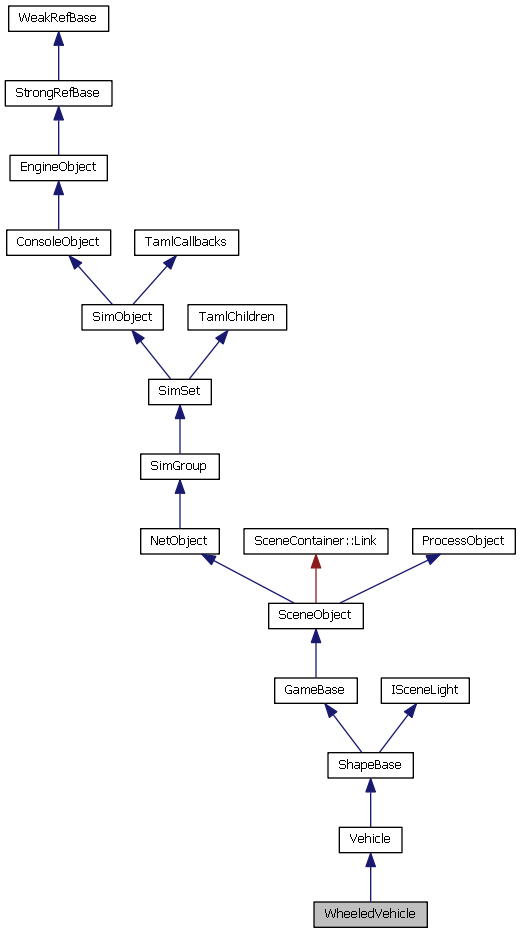 WeakRefBase
StrongRefBase
EngineObject
ConsoleObject
TamlCallbacks
SimObject
TamlChildren
SimSet
SimGroup
NetObject
SceneContainer::Link
ProcessObject
SceneObject
GameBase
ISceneLight
ShapeBase
Vehicle
WheeledVehicle